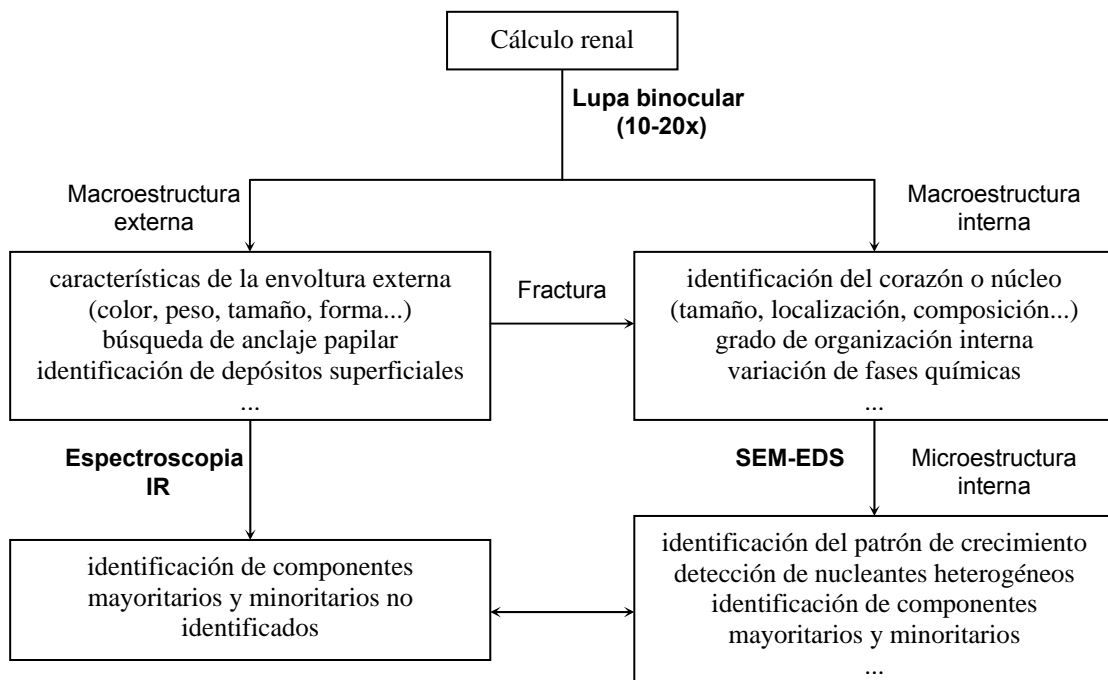 Cálculo renal
Lupa binocular
(10-20x)
Macroestructura
externa
Macroestructura
interna
características de la envoltura externa
(color, peso, tamaño, forma...)
búsqueda de anclaje papilar
identificación de depósitos superficiales
...
Fractura
identificación del corazón o núcleo
(tamaño, localización, composición...)
grado de organización interna
variación de fases químicas
...
Espectroscopia
IR
SEM-EDS
Microestructura
interna
identificación de componentes
mayoritarios y minoritarios no
identificados
identificación del patrón de crecimiento
detección de nucleantes heterogéneos
identificación de componentes
mayoritarios y minoritarios
...